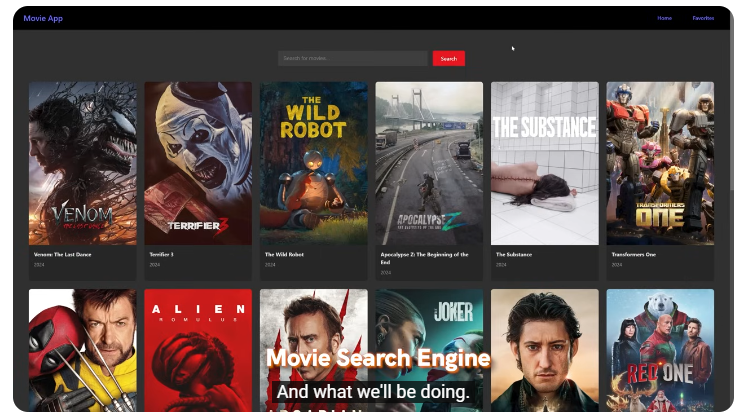 Movie App
Home Favorites
Search for movies
Search
VENOM
THE WILD ROBOT
TERRIFIER 3
APOCALYPSE Z
THE SUBSTANCE
TRANSFORMERS ONE
Venom: The Last Dance
2024
Terrifier 3
2024
The Wild Robot
2024
Apocalypse Z: The Beginning of the
End
2024
The Substance
2024
Transformers One
2024
ALIEN
ROMULUS
JOKER
RED ONE
Movie Search Engine
And what we'll be doing.